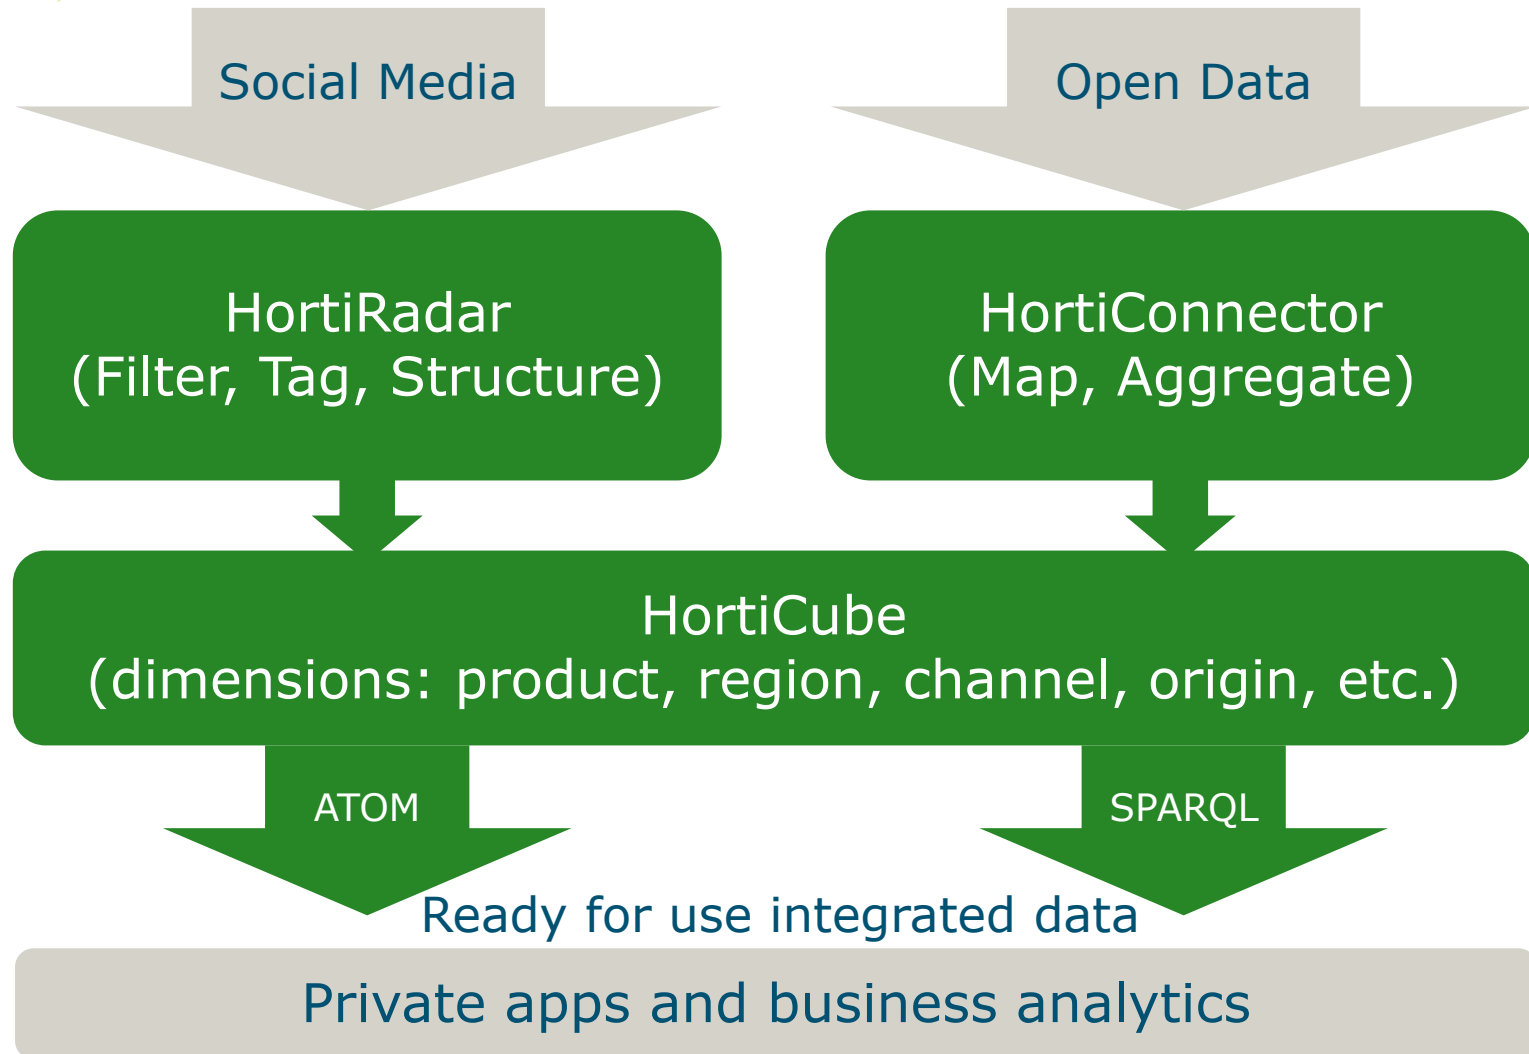 Social Media
Open Data
HortiRadar
(Filter, Tag, Structure)
HortiConnector
(Map, Aggregate)
HortiCube
(dimensions: product, region, channel, origin, etc.)
ATOM
SPARQL
Ready for use integrated data
Private apps and business analytics